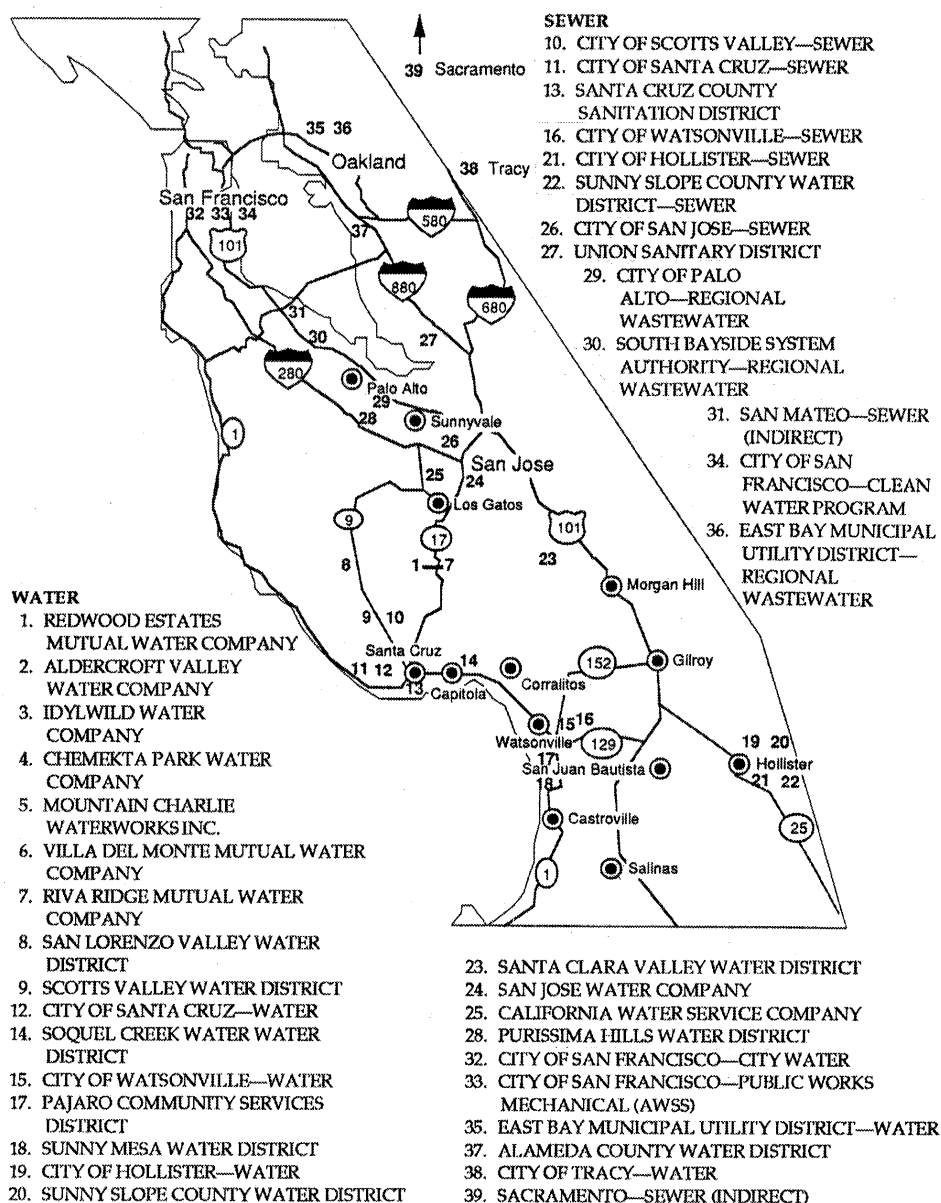 39 Sacramento
35 36
Oakland
38 Tracy
San Francisco
32 33 34
101
580
37
880
680
31
30
27
280
Palo Alto
29
28
Sunnyvale
26
1
San Jose
25
24
Los Gatos
9
17
101
23
8
1 7
Morgan Hill
9 10
Santa Cruz
14
152
Gilroy
11 12
13
Capitola
Corralitos
15 16
Watsonville
129
19 20
17
San Juan Bautista
Hollister
18
21 22
Castroville
25
Salinas
1
SEWER
10. CITY OF SCOTTS VALLEY—SEWER
11. CITY OF SANTA CRUZ—SEWER
13. SANTA CRUZ COUNTY
SANITATION DISTRICT
16. CITY OF WATSONVILLE—SEWER
21. CITY OF HOLLISTER—SEWER
22. SUNNY SLOPE COUNTY WATER
DISTRICT—SEWER
26. CITY OF SAN JOSE—SEWER
27. UNION SANITARY DISTRICT
29. CITY OF PALO
ALTO—REGIONAL
WASTEWATER
30. SOUTH BAYSIDE SYSTEM
AUTHORITY—REGIONAL
WASTEWATER
31. SAN MATEO—SEWER
(INDIRECT)
34. CITY OF SAN
FRANCISCO—CLEAN
WATER PROGRAM
36. EAST BAY MUNICIPAL
UTILITY DISTRICT—
REGIONAL
WASTEWATER
WATER
1. REDWOOD ESTATES
MUTUAL WATER COMPANY
2. ALDERCROFT VALLEY
WATER COMPANY
3. IDYLWILD WATER
COMPANY
4. CHEMEKTA PARK WATER
COMPANY
5. MOUNTAIN CHARLIE
WATERWORKS INC.
6. VILLA DEL MONTE MUTUAL WATER
COMPANY
7. RIVA RIDGE MUTUAL WATER
COMPANY
8. SAN LORENZO VALLEY WATER
DISTRICT
9. SCOTTS VALLEY WATER DISTRICT
12. CITY OF SANTA CRUZ—WATER
14. SOQUEL CREEK WATER WATER
DISTRICT
15. CITY OF WATSONVILLE—WATER
17. PAJARO COMMUNITY SERVICES
DISTRICT
18. SUNNY MESA WATER DISTRICT
19. CITY OF HOLLISTER—WATER
20. SUNNY SLOPE COUNTY WATER DISTRICT
23. SANTA CLARA VALLEY WATER DISTRICT
24. SAN JOSE WATER COMPANY
25. CALIFORNIA WATER SERVICE COMPANY
28. PURISSIMA HILLS WATER DISTRICT
32. CITY OF SAN FRANCISCO—CITY WATER
33. CITY OF SAN FRANCISCO—PUBLIC WORKS
MECHANICAL (AWSS)
35. EAST BAY MUNICIPAL UTILITY DISTRICT—WATER
37. ALAMEDA COUNTY WATER DISTRICT
38. CITY OF TRACY—WATER
39. SACRAMENTO—SEWER (INDIRECT)